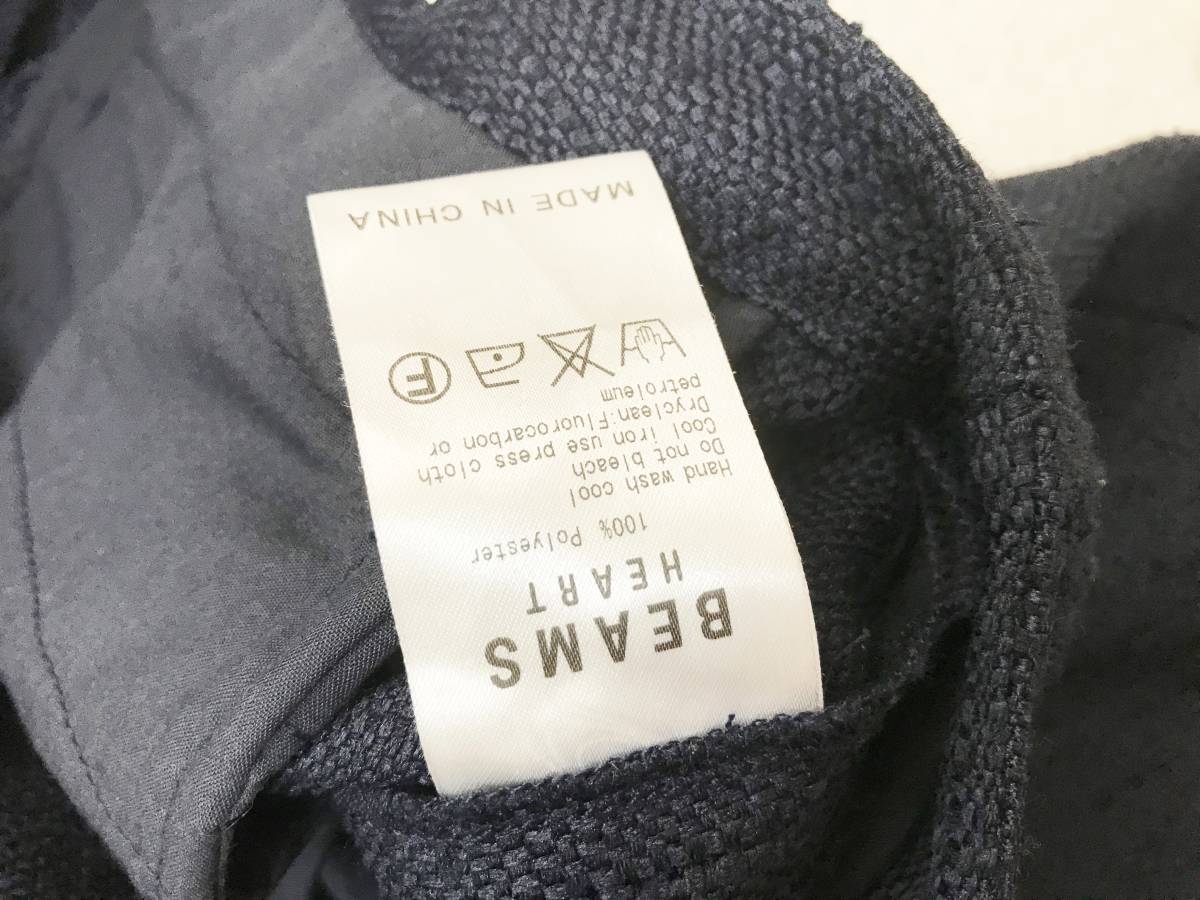 BEAMS
HEART
100% Polyester
Hand wash cool
Do not bleach
Cool iron use press cloth
Dryclean:Fluorocarbon or
petroleum
F
MADE IN CHINA